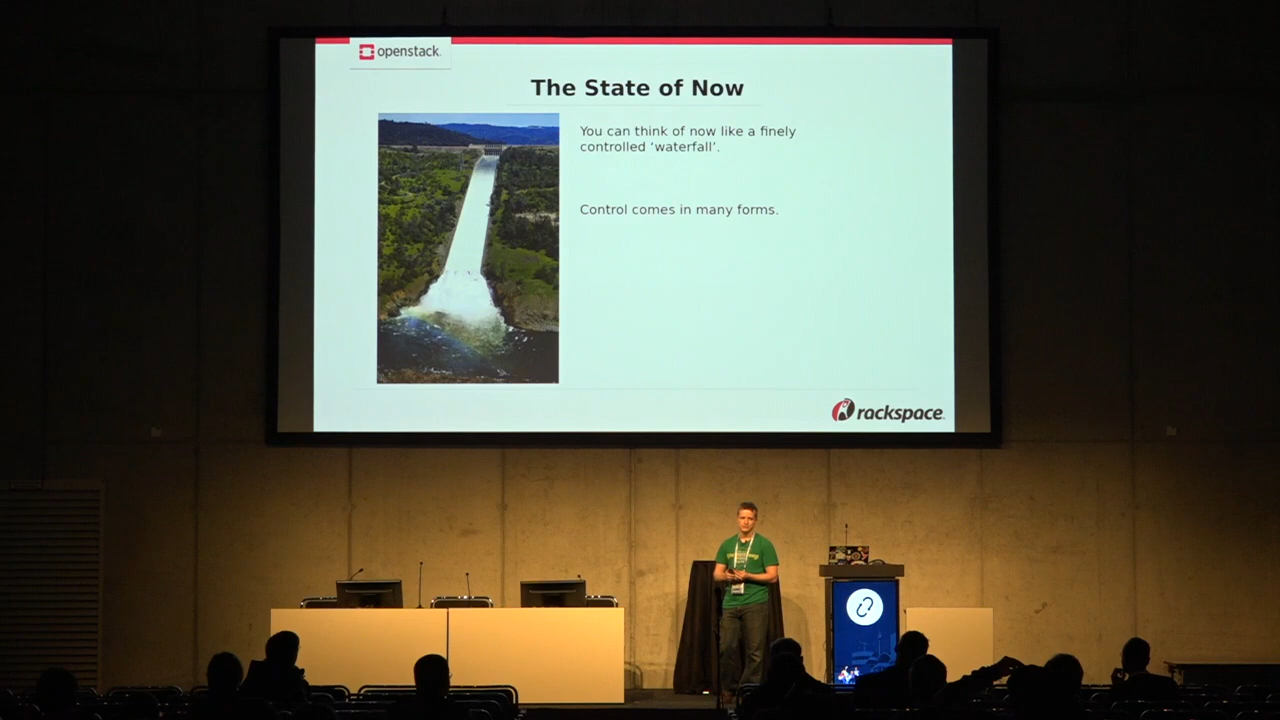 openstack.
The State of Now
You can think of now like a finely
controlled ‘waterfall’.
Control comes in many forms.
rackspace.